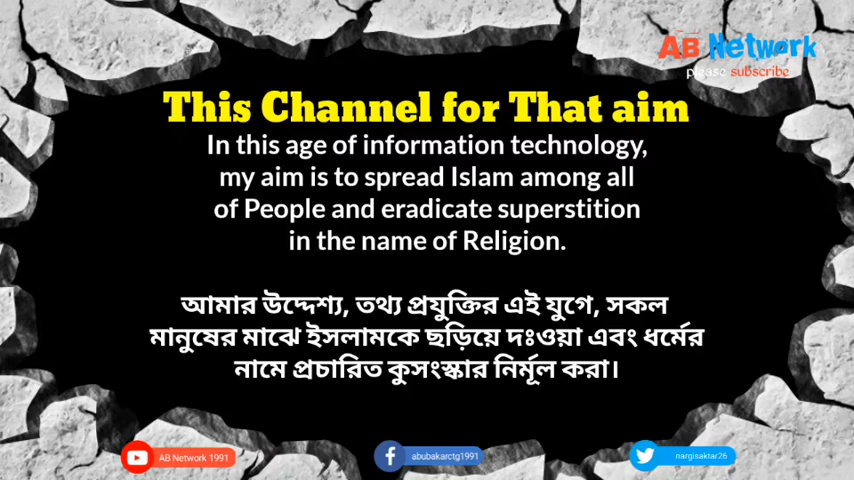 AB Network
please subscribe
This Channel for That aim
In this age of information technology,
my aim is to spread Islam among all
of People and eradicate superstition
in the name of Religion.
আমার উদ্দেশ্য, তথ্য প্রযুক্তির এই যুগে, সকল
মানুষের মাঝে ইসলামকে ছড়িয়ে দঃওয়া এবং ধর্মের
নামে প্রচারিত কুসংস্কার নির্মূল করা।
AB Network 1991
abubakarctg1991
nargisaktar26